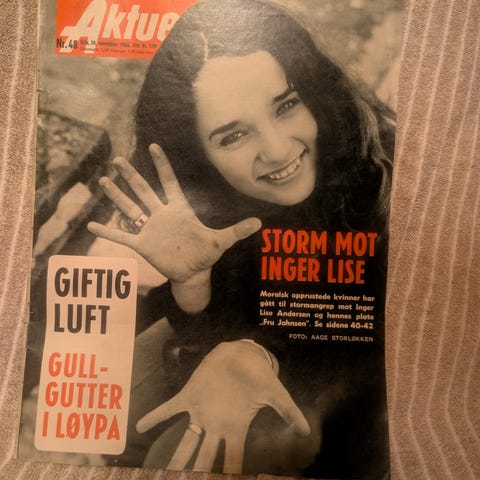 Aktue
Nr. 48
STORM MOT
INGER LISE
Moralsk opprustede kvinner har
gått til stormangrep mot Inger
Lise Andersen og hennes plate
„Fru Johnsen". Se sidene 40-42
FOTO: AAGE STORLØKKEN
GIFTIG
LUFT
GULL-
GUTTER
I LØYPA